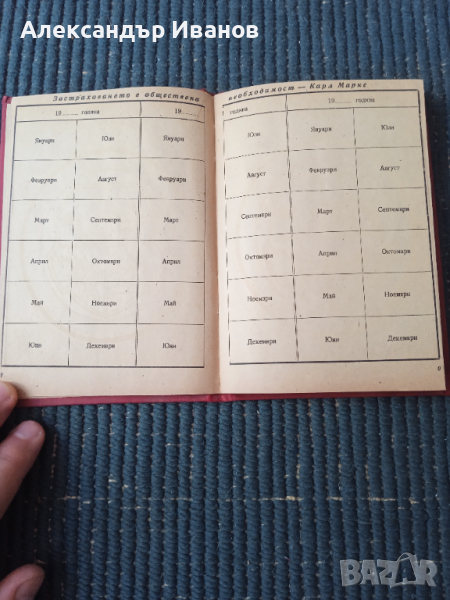 Александър Иванов
Застраховането е обществена
необходимост — Карл Маркс
19 година 19
Януари Юли Януари
Февруари Август Февруари
Март Септември Март
Април Октомври Април
Май Ноември Май
Юни Декември Юни
година 19 година
Юли Януари Юли
Август Февруари Август
Септември Март Септември
Октомври Април Октомври
Ноември Май Ноември
Декември Юни Декември
9
BAZAR